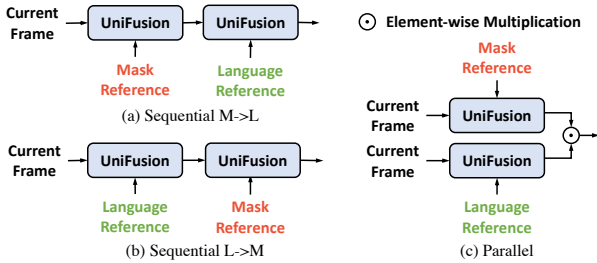 Current
Frame
UniFusion
UniFusion
Mask
Reference
Language
Reference
(a) Sequential M->L
Current
Frame
UniFusion
UniFusion
Language
Reference
Mask
Reference
(b) Sequential L->M
Element-wise Multiplication
Mask
Reference
Current
Frame
UniFusion
Current
Frame
UniFusion
Language
Reference
(c) Parallel